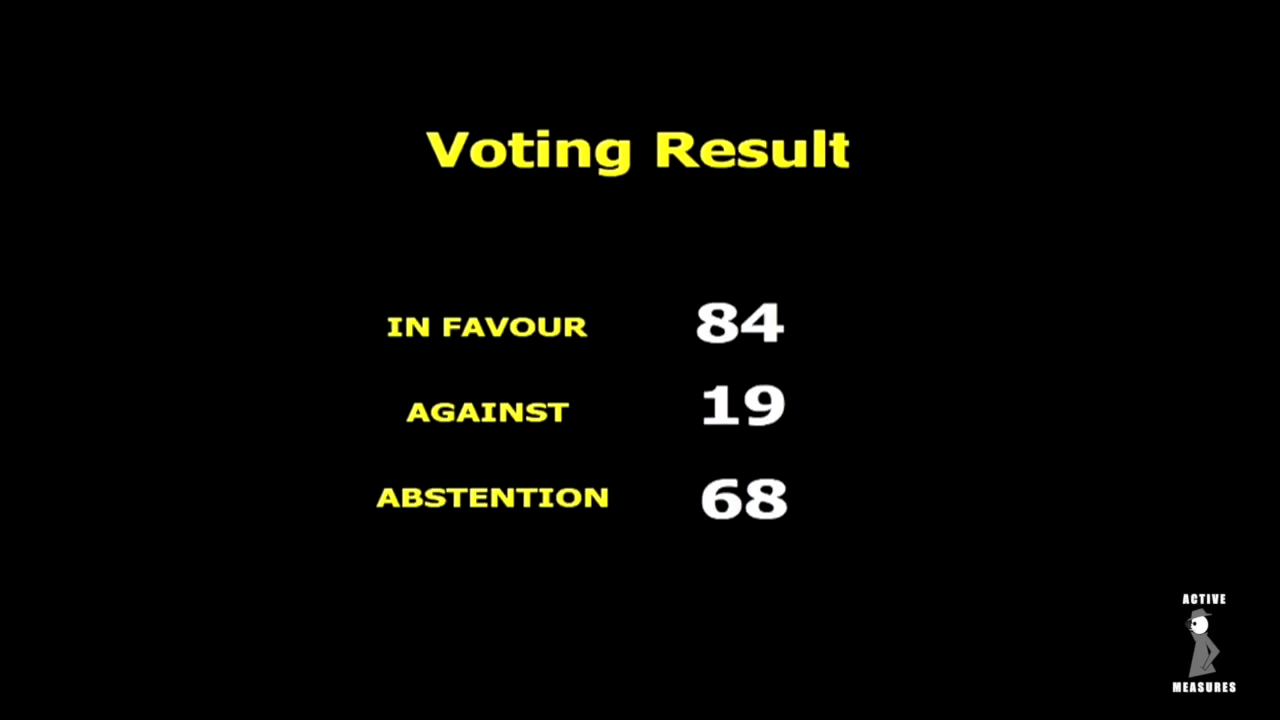 Voting Result
IN FAVOUR 84
AGAINST 19
ABSTENTION 68
ACTIVE
MEASURES